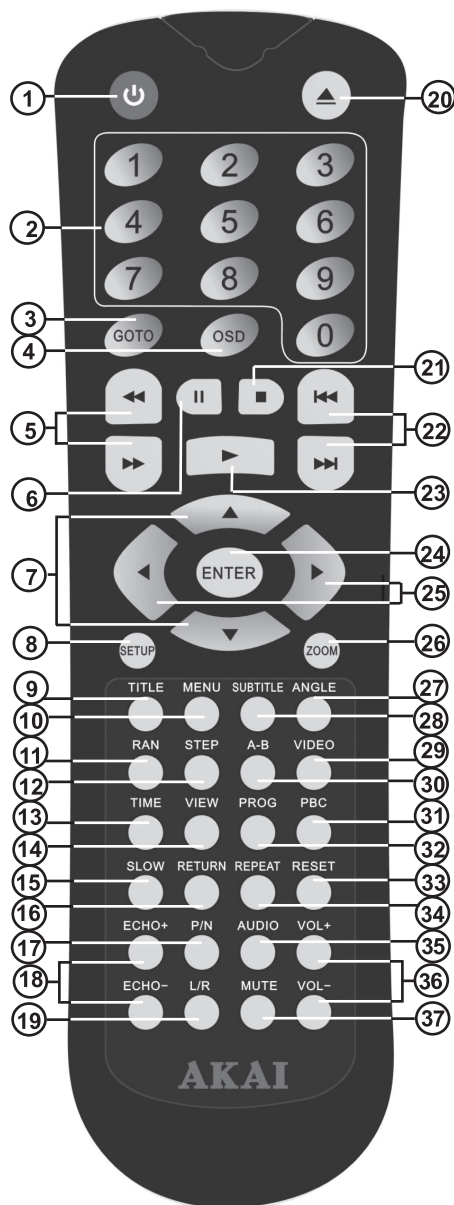 1 20
1 2 3
2 4 5 6
7 8 9
3 GOTO OSD 0
4
21
5 22
6 23
7 ENTER 24
25
8 SETUP ZOOM 26
9 TITLE MENU SUBTITLE ANGLE 27
10 28
11 RAN STEP A-B VIDEO 29
12 30
13 TIME VIEW PROG PBC 31
14 32
15 SLOW RETURN REPEAT RESET 33
16 34
17 ECHO+ P/N AUDIO VOL+ 35
18 36
19 ECHO- L/R MUTE VOL- 37
AKAI